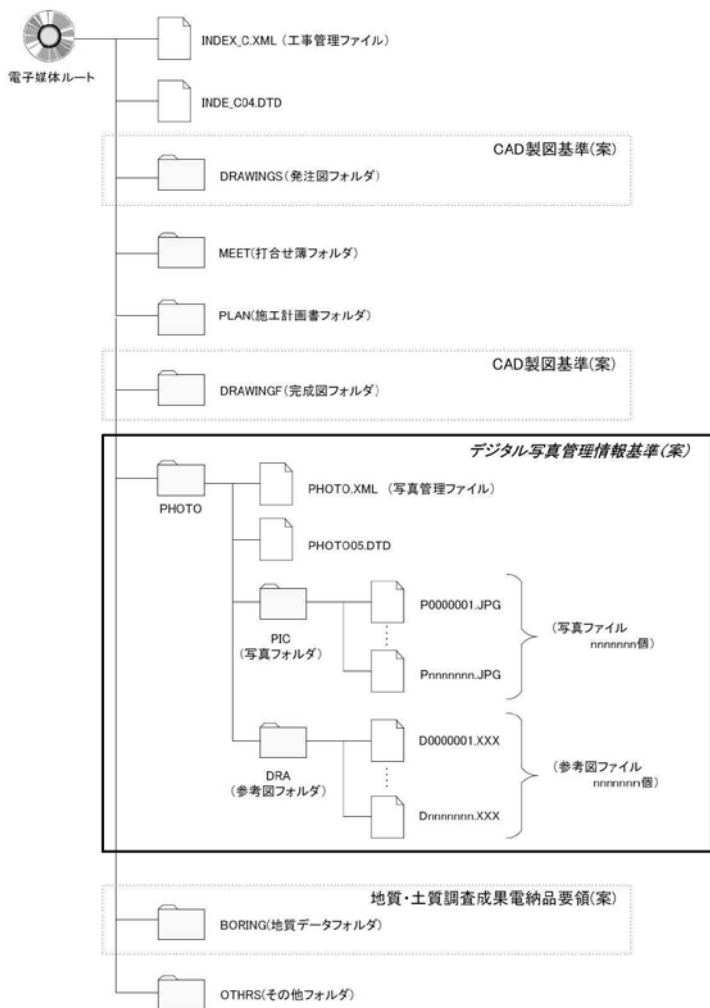 INDEX_C.XML (工事管理ファイル)
電子媒体ルート
INDE_C04.DTD
CAD製図基準(案)
DRAWINGS(発注図フォルダ)
MEET(打合せ簿フォルダ)
PLAN(施工計画書フォルダ)
CAD製図基準(案)
DRAWINGF(完成図フォルダ)
デジタル写真管理情報基準(案)
PHOTO
PHOTO.XML (写真管理ファイル)
PHOTO05.DTD
PIC
(写真フォルダ)
P0000001.JPG
Pnnnnnnn.JPG
(写真ファイル
nnnnnnn個)
DRA
(参考図フォルダ)
D0000001.XXX
Dnnnnnnn.XXX
(参考図ファイル
nnnnnnn個)
地質・土質調査成果電納品要領(案)
BORING(地質データフォルダ)
OTHRS(その他フォルダ)